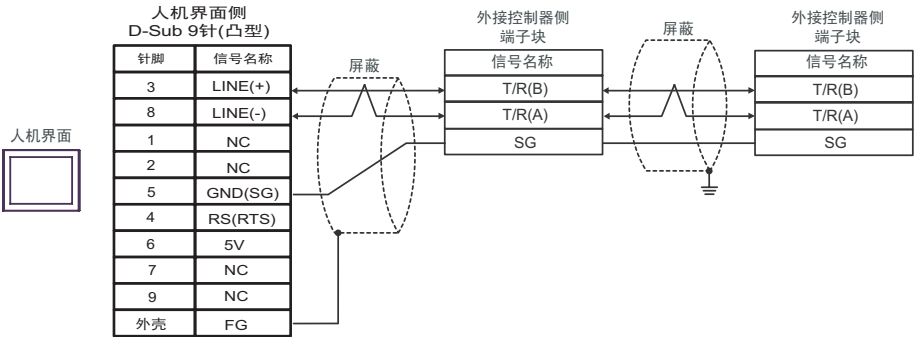 人机界面侧
D-Sub 9针(凸型)
针脚 信号名称
3 LINE(+)
8 LINE(-)
1 NC
2 NC
5 GND(SG)
4 RS(RTS)
6 5V
7 NC
9 NC
外壳 FG
人机界面
屏蔽
外接控制器侧
端子块
信号名称
T/R(B)
T/R(A)
SG
屏蔽
外接控制器侧
端子块
信号名称
T/R(B)
T/R(A)
SG